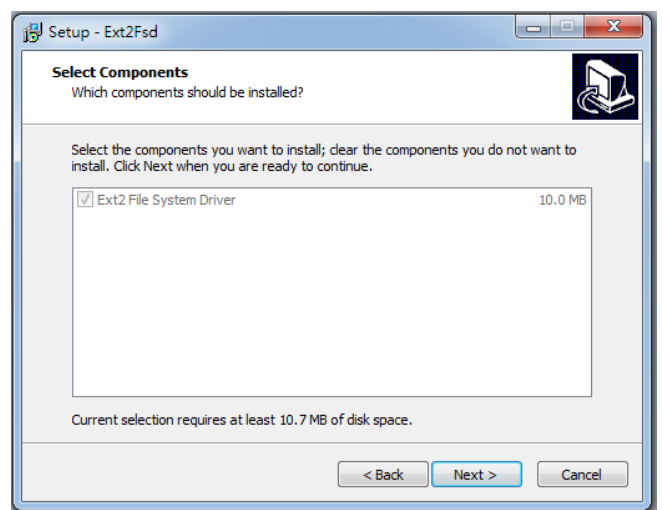 Setup - Ext2Fsd
Select Components
Which components should be installed?
Select the components you want to install; clear the components you do not want to
install. Click Next when you are ready to continue.
Ext2 File System Driver 10.0 MB
Current selection requires at least 10.7 MB of disk space.
< Back Next > Cancel